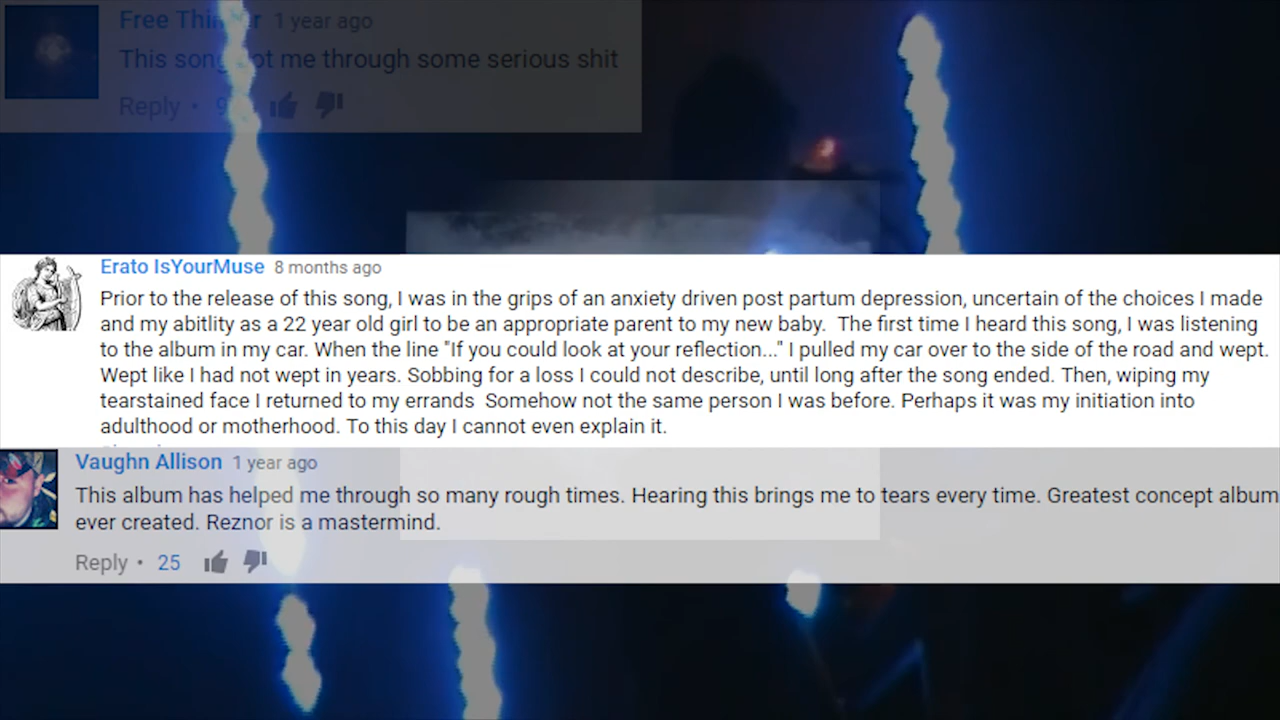 Free Thinker 1 year ago
This song got me through some serious shit
Reply
Erato IsYourMuse 8 months ago
Prior to the release of this song, I was in the grips of an anxiety driven post partum depression, uncertain of the choices I made
and my abitlity as a 22 year old girl to be an appropriate parent to my new baby.  The first time I heard this song, I was listening
to the album in my car. When the line "If you could look at your reflection..." I pulled my car over to the side of the road and wept.
Wept like I had not wept in years. Sobbing for a loss I could not describe, until long after the song ended. Then, wiping my
tearstained face I returned to my errands  Somehow not the same person I was before. Perhaps it was my initiation into
adulthood or motherhood. To this day I cannot even explain it.
Vaughn Allison 1 year ago
This album has helped me through so many rough times. Hearing this brings me to tears every time. Greatest concept album
ever created. Reznor is a mastermind.
Reply • 25